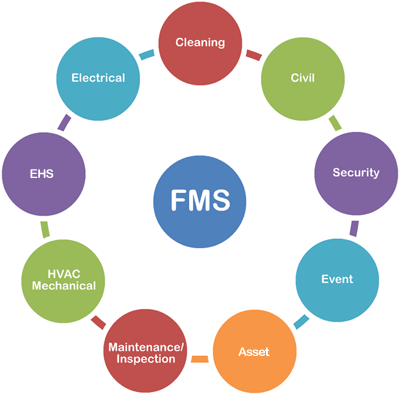 Cleaning
Electrical
Civil
EHS
Security
FMS
HVAC
Mechanical
Event
Maintenance/
Inspection
Asset